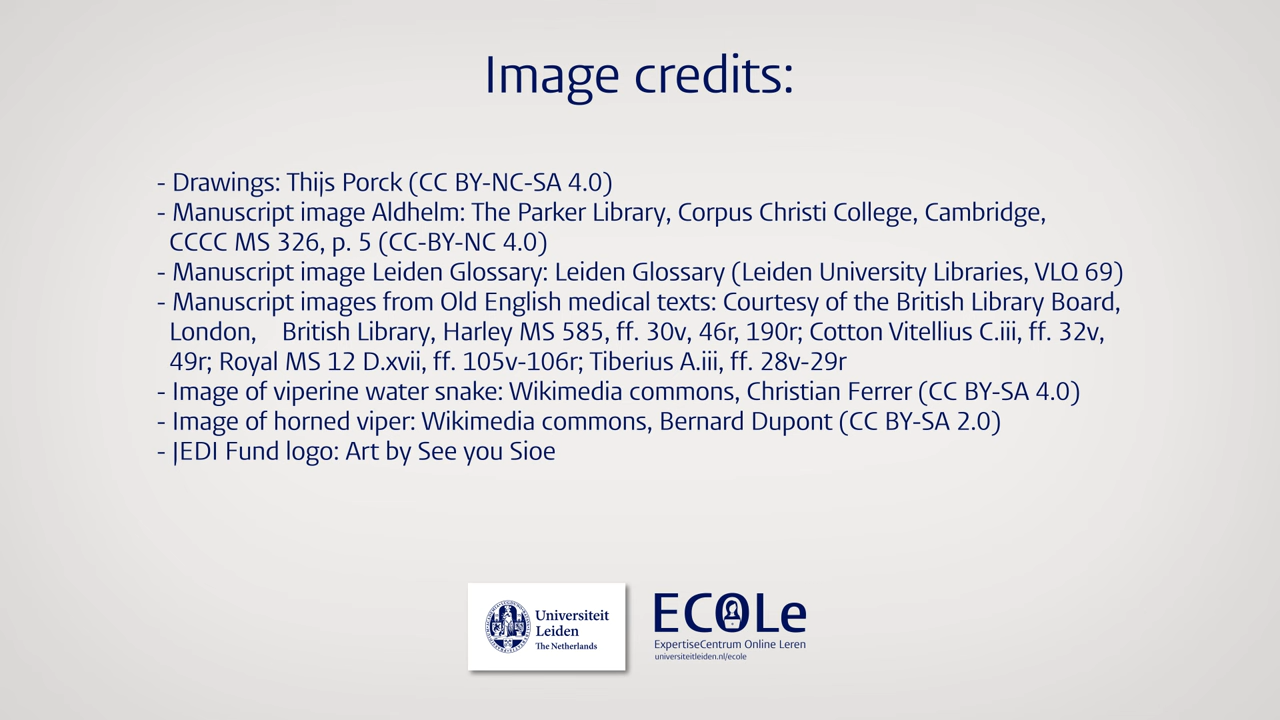 Image credits:
- Drawings: Thijs Porck (CC BY-NC-SA 4.0)
- Manuscript image Aldhelm: The Parker Library, Corpus Christi College, Cambridge,
CCCC MS 326, p. 5 (CC-BY-NC 4.0)
- Manuscript image Leiden Glossary: Leiden Glossary (Leiden University Libraries, VLQ 69)
- Manuscript images from Old English medical texts: Courtesy of the British Library Board,
London, British Library, Harley MS 585, ff. 30v, 46r, 190r; Cotton Vitellius C.iii, ff. 32v,
49r; Royal MS 12 D.xvii, ff. 105v-106r; Tiberius A.iii, ff. 28v-29r
- Image of viperine water snake: Wikimedia commons, Christian Ferrer (CC BY-SA 4.0)
- Image of horned viper: Wikimedia commons, Bernard Dupont (CC BY-SA 2.0)
- JEDI Fund logo: Art by See you Sioe
Universiteit
Leiden
The Netherlands
ECOLe
ExpertiseCentrum Online Leren
universiteitleiden.nl/ecole